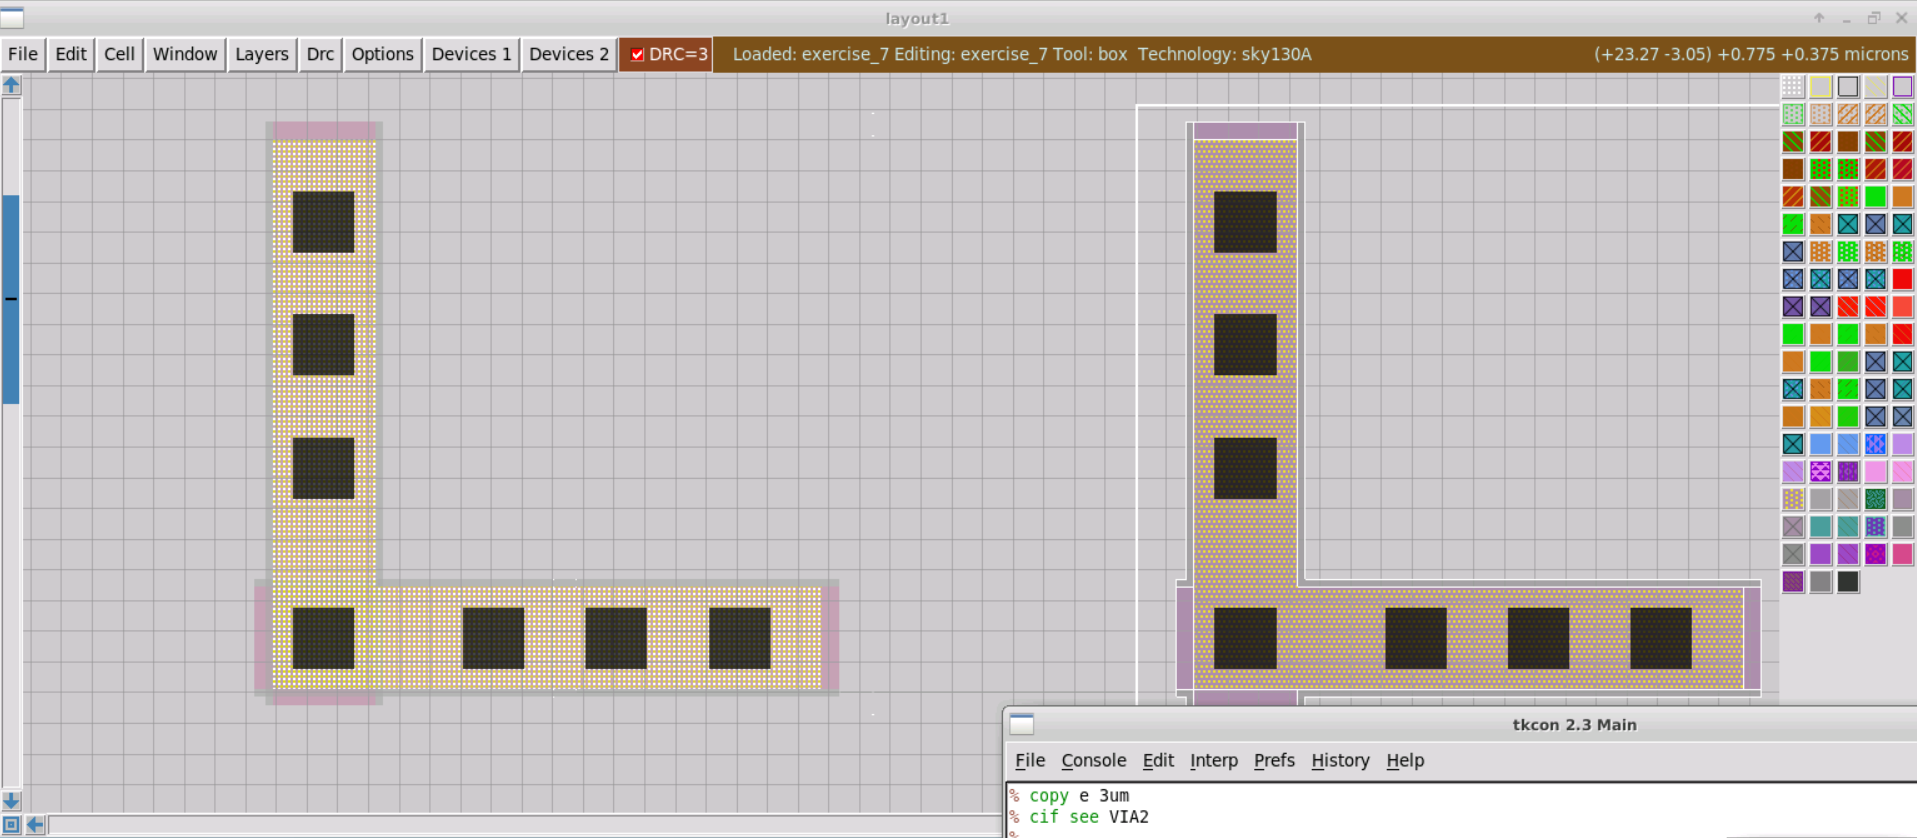 layout1
File Edit Cell Window Layers Drc Options Devices 1 Devices 2 DRC=3 Loaded: exercise_7 Editing: exercise_7 Tool: box Technology: sky130A (+23.27 -3.05) +0.775 +0.375 microns
tkcon 2.3 Main
File Console Edit Interp Prefs History Help
% copy e 3um
% cif see VIA2
%